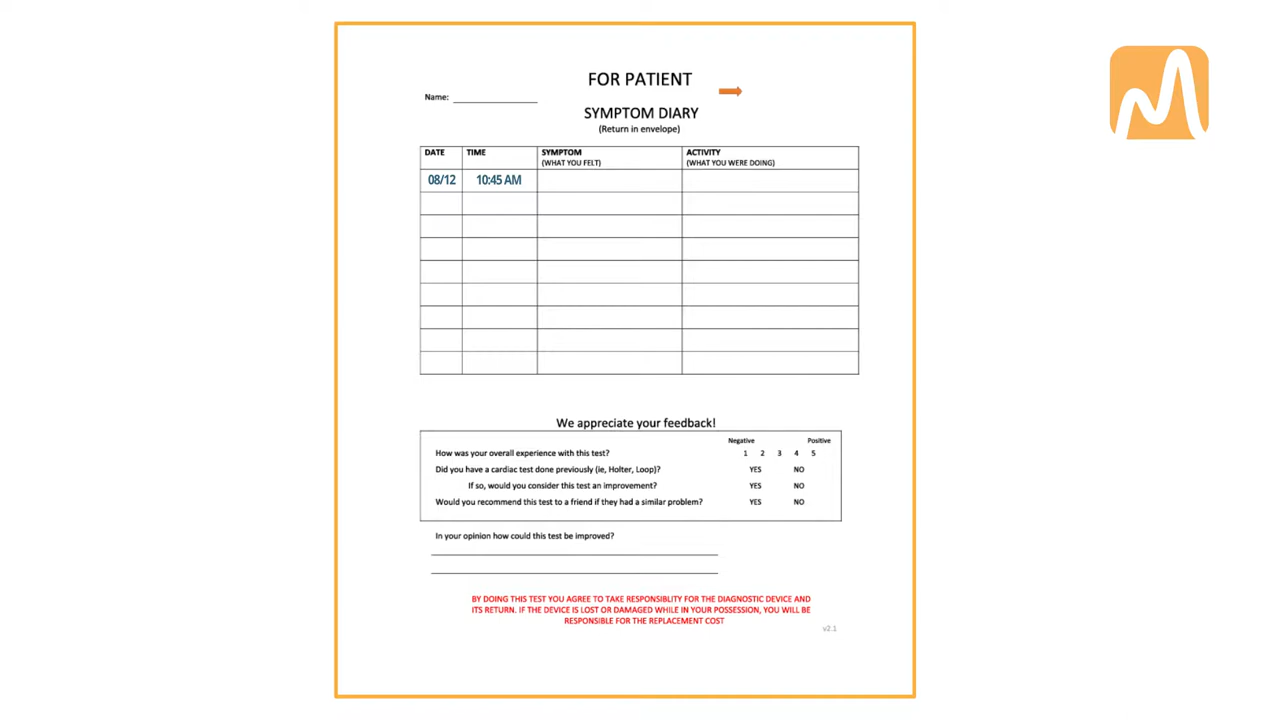 FOR PATIENT
Name:
SYMPTOM DIARY
(Return in envelope)
DATE TIME SYMPTOM ACTIVITY
(WHAT YOU FELT) (WHAT YOU WERE DOING)
08/12 10:45 AM
We appreciate your feedback!
Negative Positive
How was your overall experience with this test? 1 2 3 4 5
Did you have a cardiac test done previously (ie, Holter, Loop)? YES NO
If so, would you consider this test an improvement? YES NO
Would you recommend this test to a friend if they had a similar problem? YES NO
In your opinion how could this test be improved?
BY DOING THIS TEST YOU AGREE TO TAKE RESPONSIBLITY FOR THE DIAGNOSTIC DEVICE AND
ITS RETURN. IF THE DEVICE IS LOST OR DAMAGED WHILE IN YOUR POSSESSION, YOU WILL BE
RESPONSIBLE FOR THE REPLACEMENT COST
v2.1